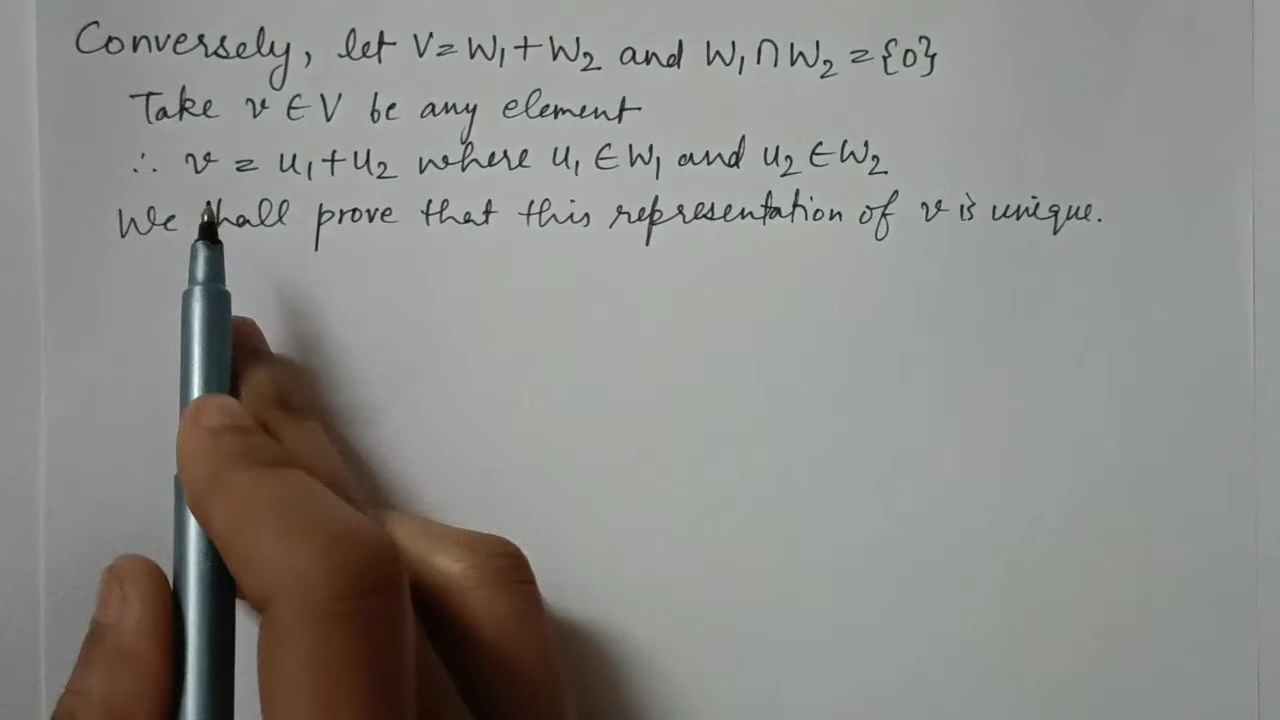 Conversely, let V = W₁ + W₂ and W₁ ∩ W₂ = {0}
Take v ∈ V be any element
∴ v = u₁ + u₂ where u₁ ∈ W₁ and u₂ ∈ W₂
We shall prove that this representation of v is unique.